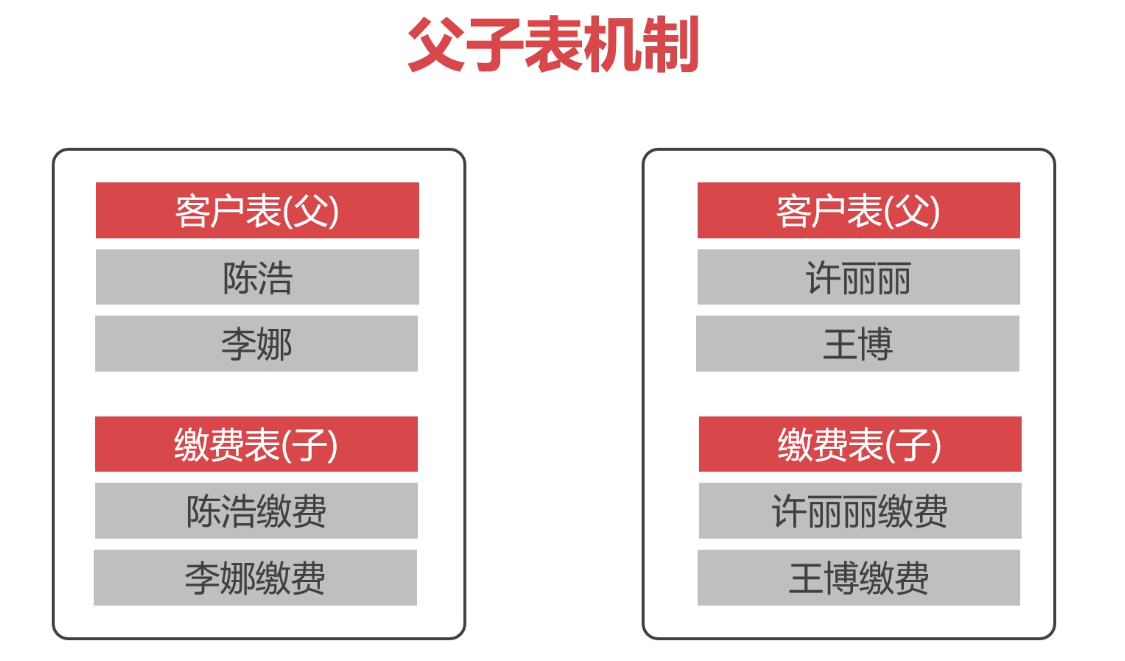 父子表机制
客户表(父)
陈浩
李娜
缴费表(子)
陈浩缴费
李娜缴费
客户表(父)
许丽丽
王博
缴费表(子)
许丽丽缴费
王博缴费